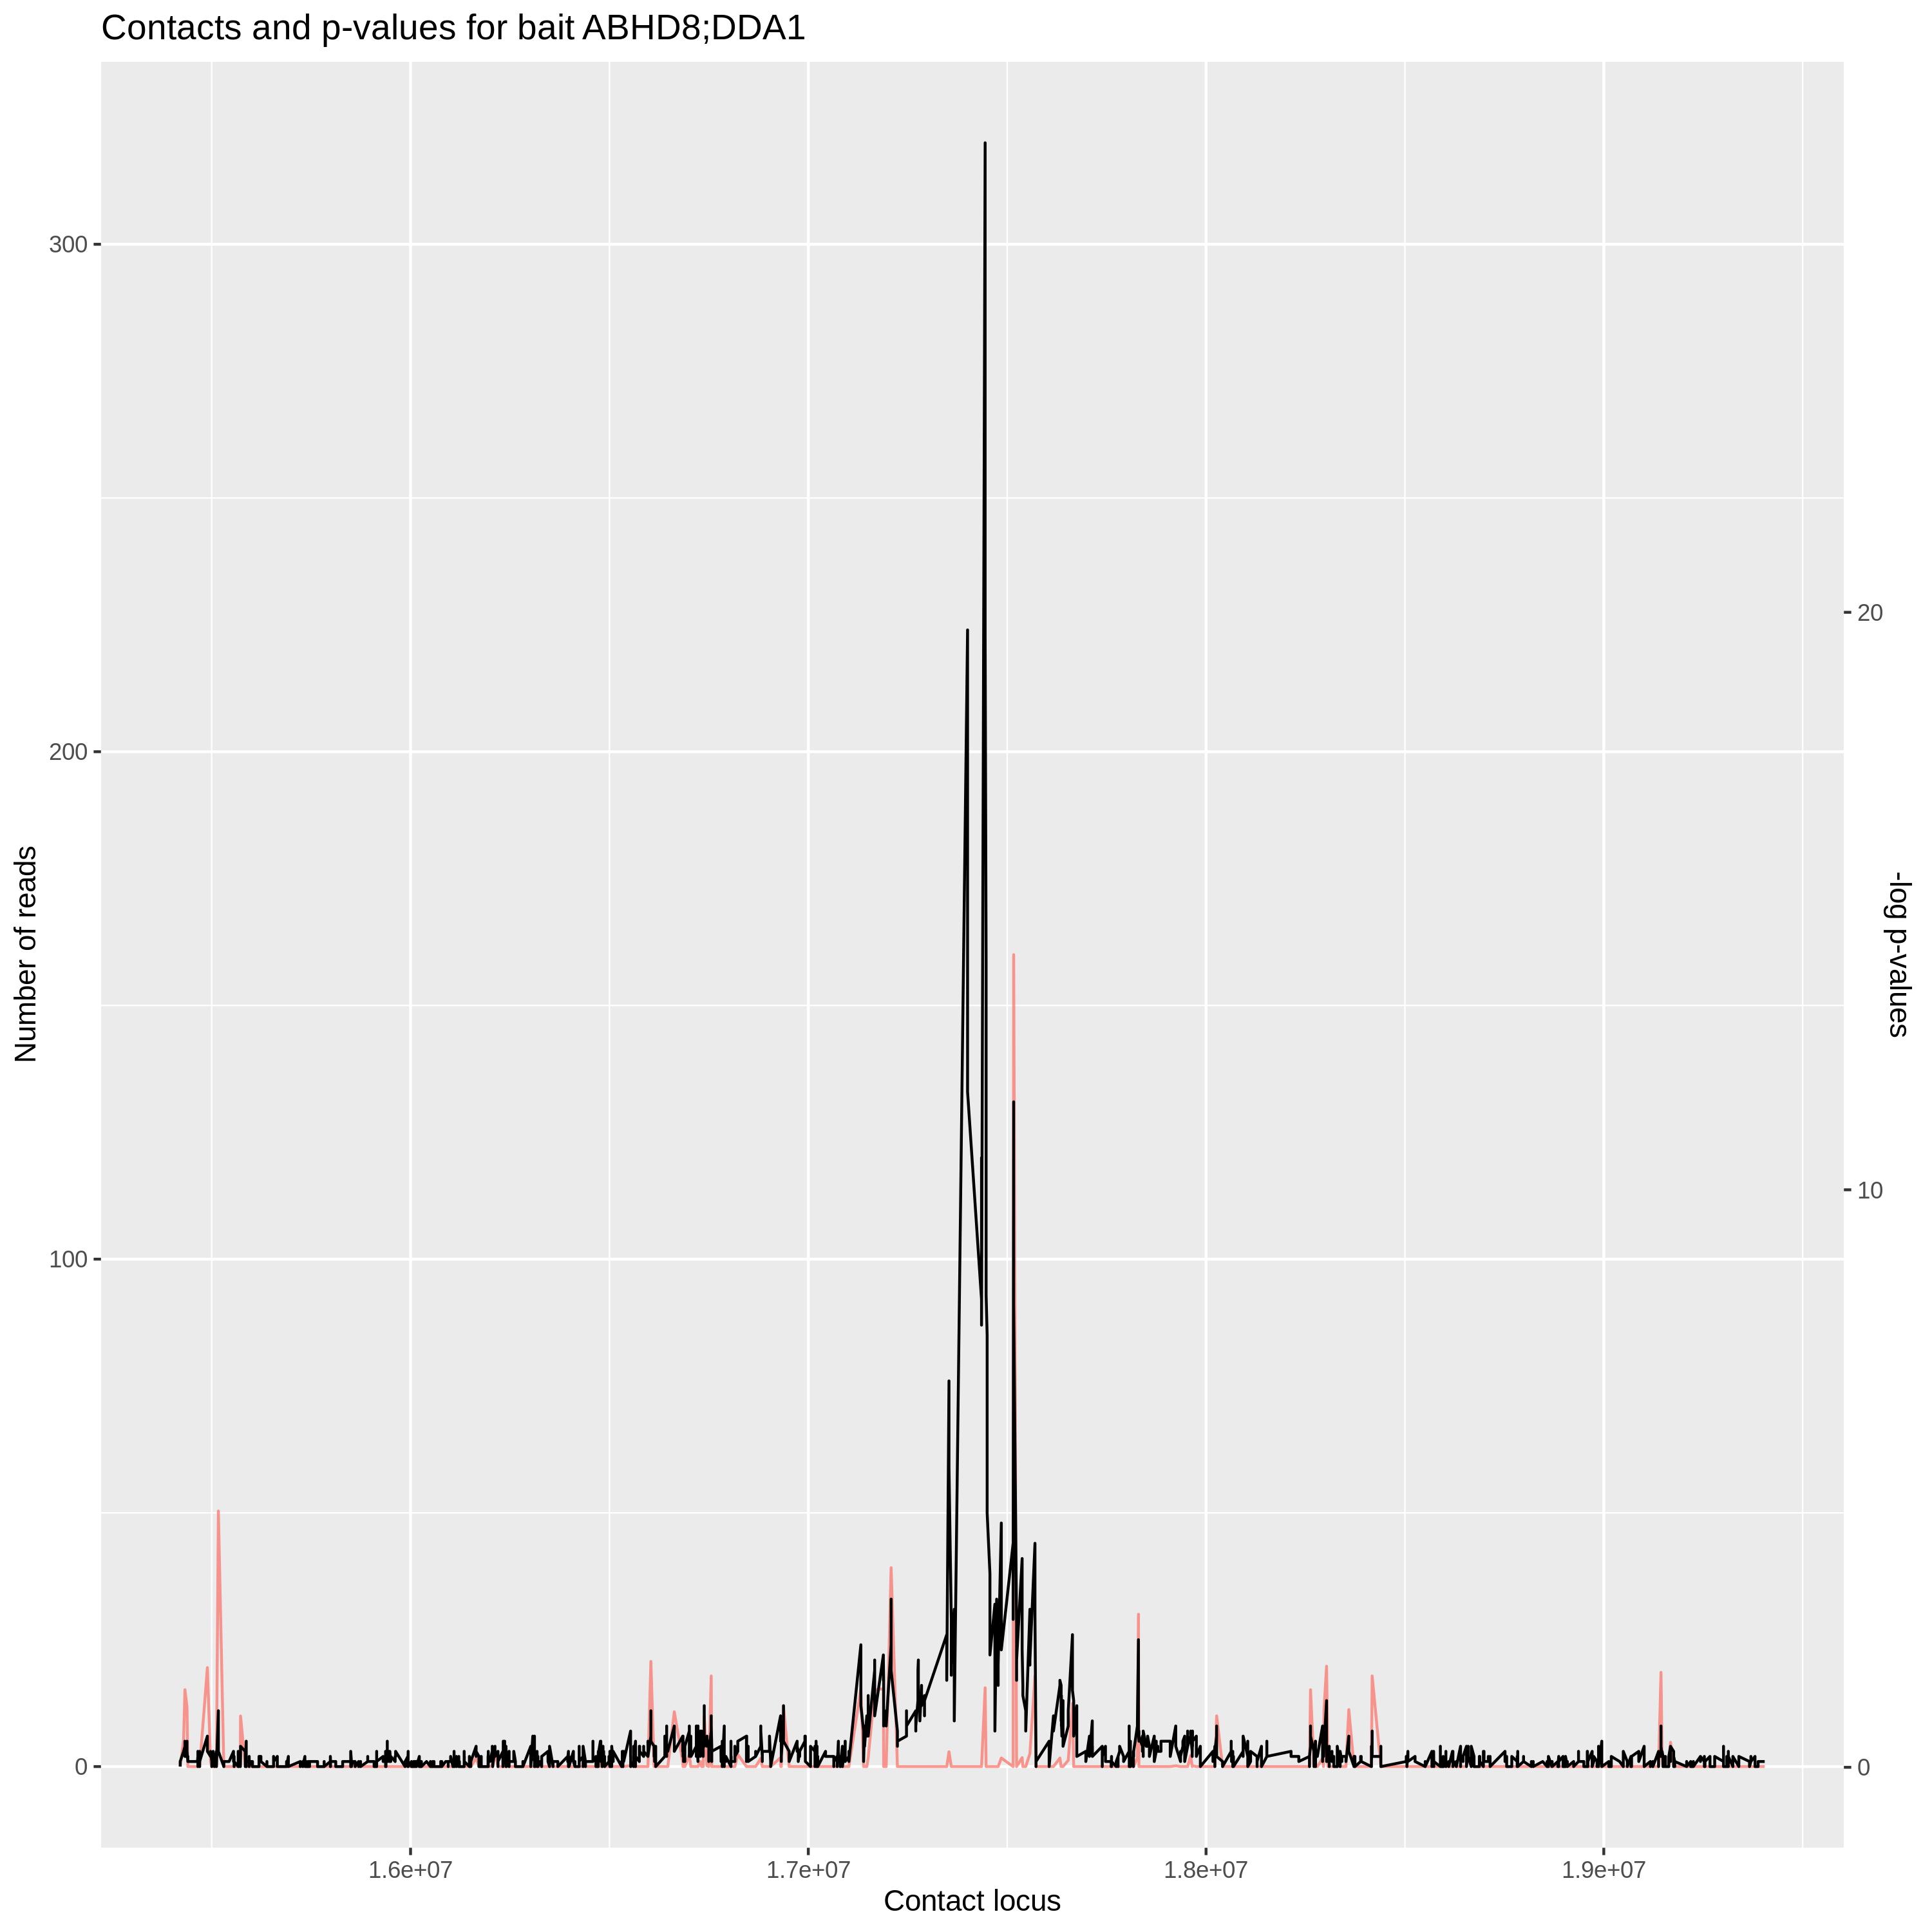 Contacts and p-values for bait ABHD8;DDA1
300
200
100
0
Number of reads
20
10
0
-log p-values
1.6e+07
1.7e+07
1.8e+07
1.9e+07
Contact locus